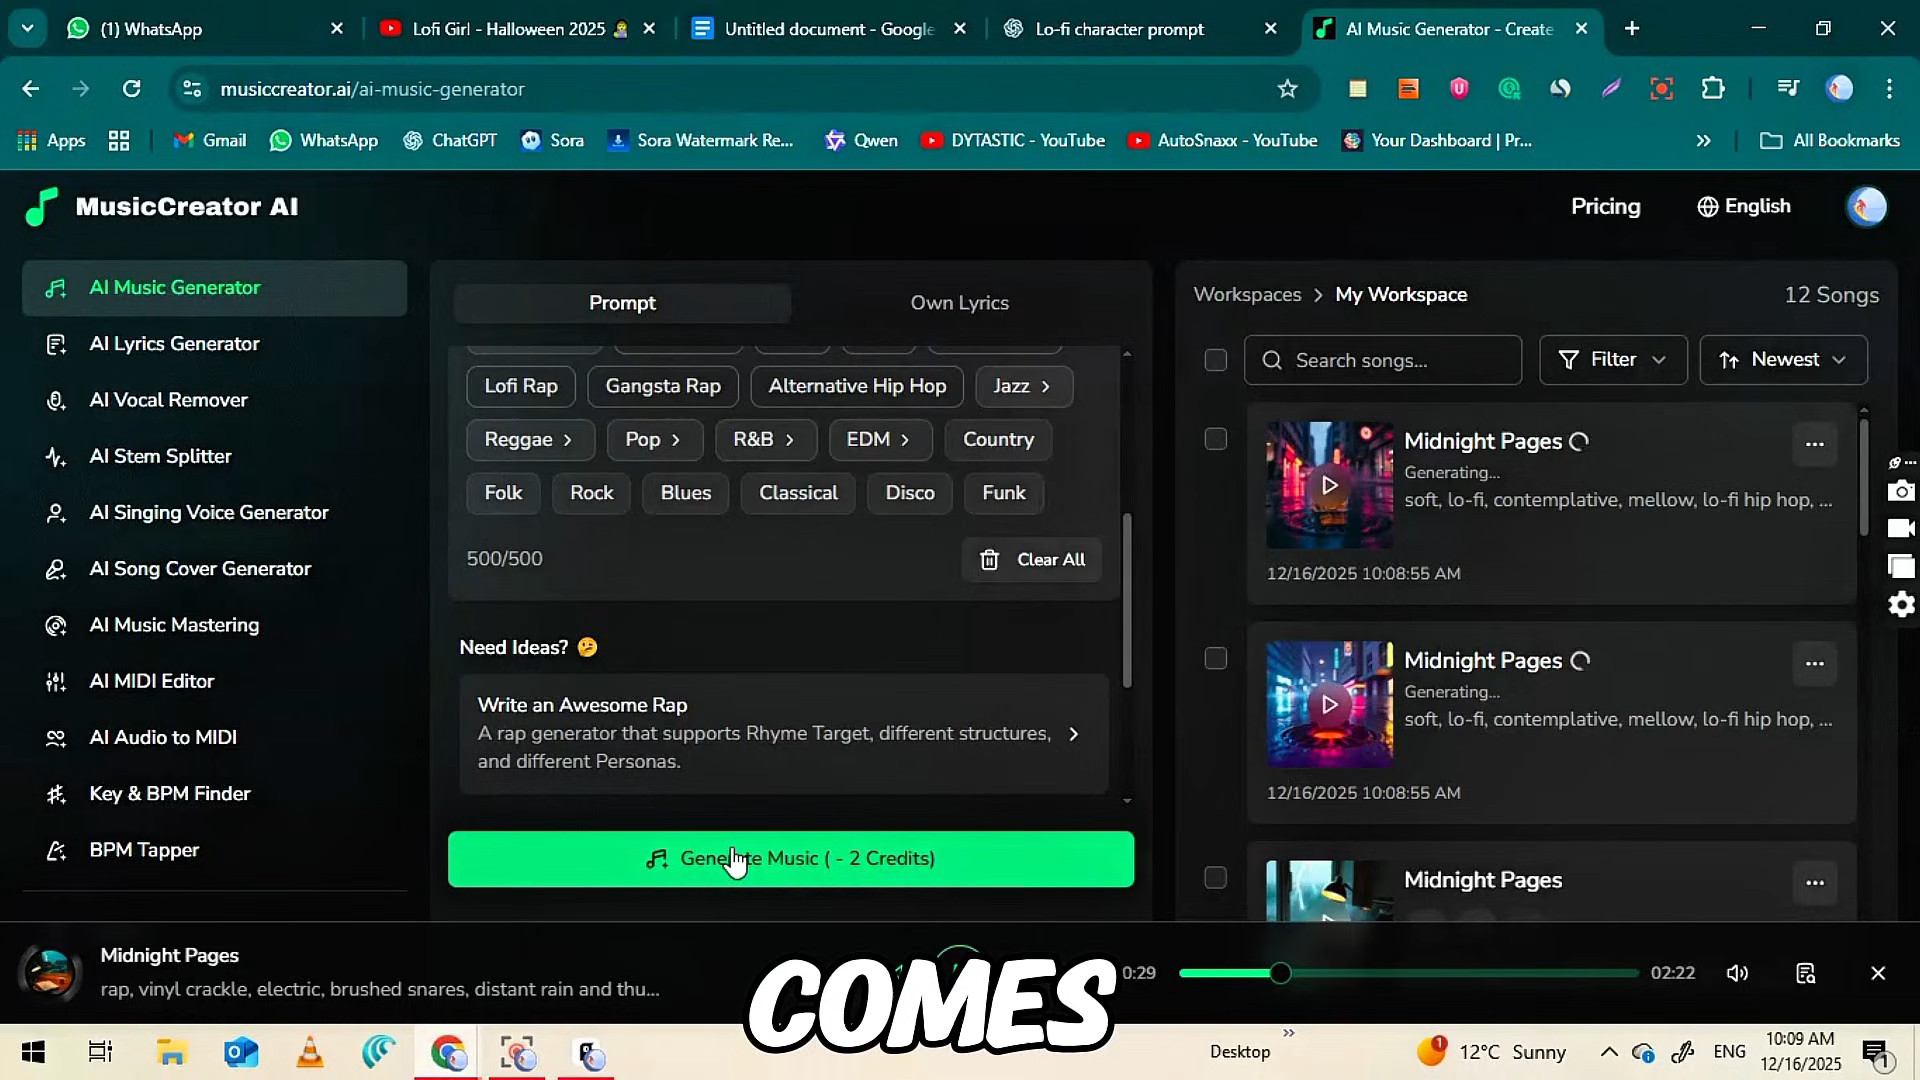 (1) WhatsApp
Lofi Girl - Halloween 2025
Untitled document - Google
Lo-fi character prompt
AI Music Generator - Create
musiccreator.ai/ai-music-generator
Apps
Gmail
WhatsApp
ChatGPT
Sora
Sora Watermark Re...
Qwen
DYTASTIC - YouTube
AutoSnaxx - YouTube
Your Dashboard | Pr...
All Bookmarks
MusicCreator AI
Pricing
English
AI Music Generator
AI Lyrics Generator
AI Vocal Remover
AI Stem Splitter
AI Singing Voice Generator
AI Song Cover Generator
AI Music Mastering
AI MIDI Editor
AI Audio to MIDI
Key & BPM Finder
BPM Tapper
Prompt
Own Lyrics
Lofi Rap
Gangsta Rap
Alternative Hip Hop
Jazz
Reggae
Pop
R&B
EDM
Country
Folk
Rock
Blues
Classical
Disco
Funk
500/500
Clear All
Need Ideas? 🤔
Write an Awesome Rap
A rap generator that supports Rhyme Target, different structures,
and different Personas.
Generate Music ( - 2 Credits)
Workspaces > My Workspace
12 Songs
Search songs...
Filter
Newest
Midnight Pages
Generating...
soft, lo-fi, contemplative, mellow, lo-fi hip hop, ...
12/16/2025 10:08:55 AM
Midnight Pages
Generating...
soft, lo-fi, contemplative, mellow, lo-fi hip hop, ...
12/16/2025 10:08:55 AM
Midnight Pages
Midnight Pages
rap, vinyl crackle, electric, brushed snares, distant rain and thu...
0:29
02:22
COMES
Desktop
1
12°C Sunny
ENG
10:09 AM
12/16/2025
1